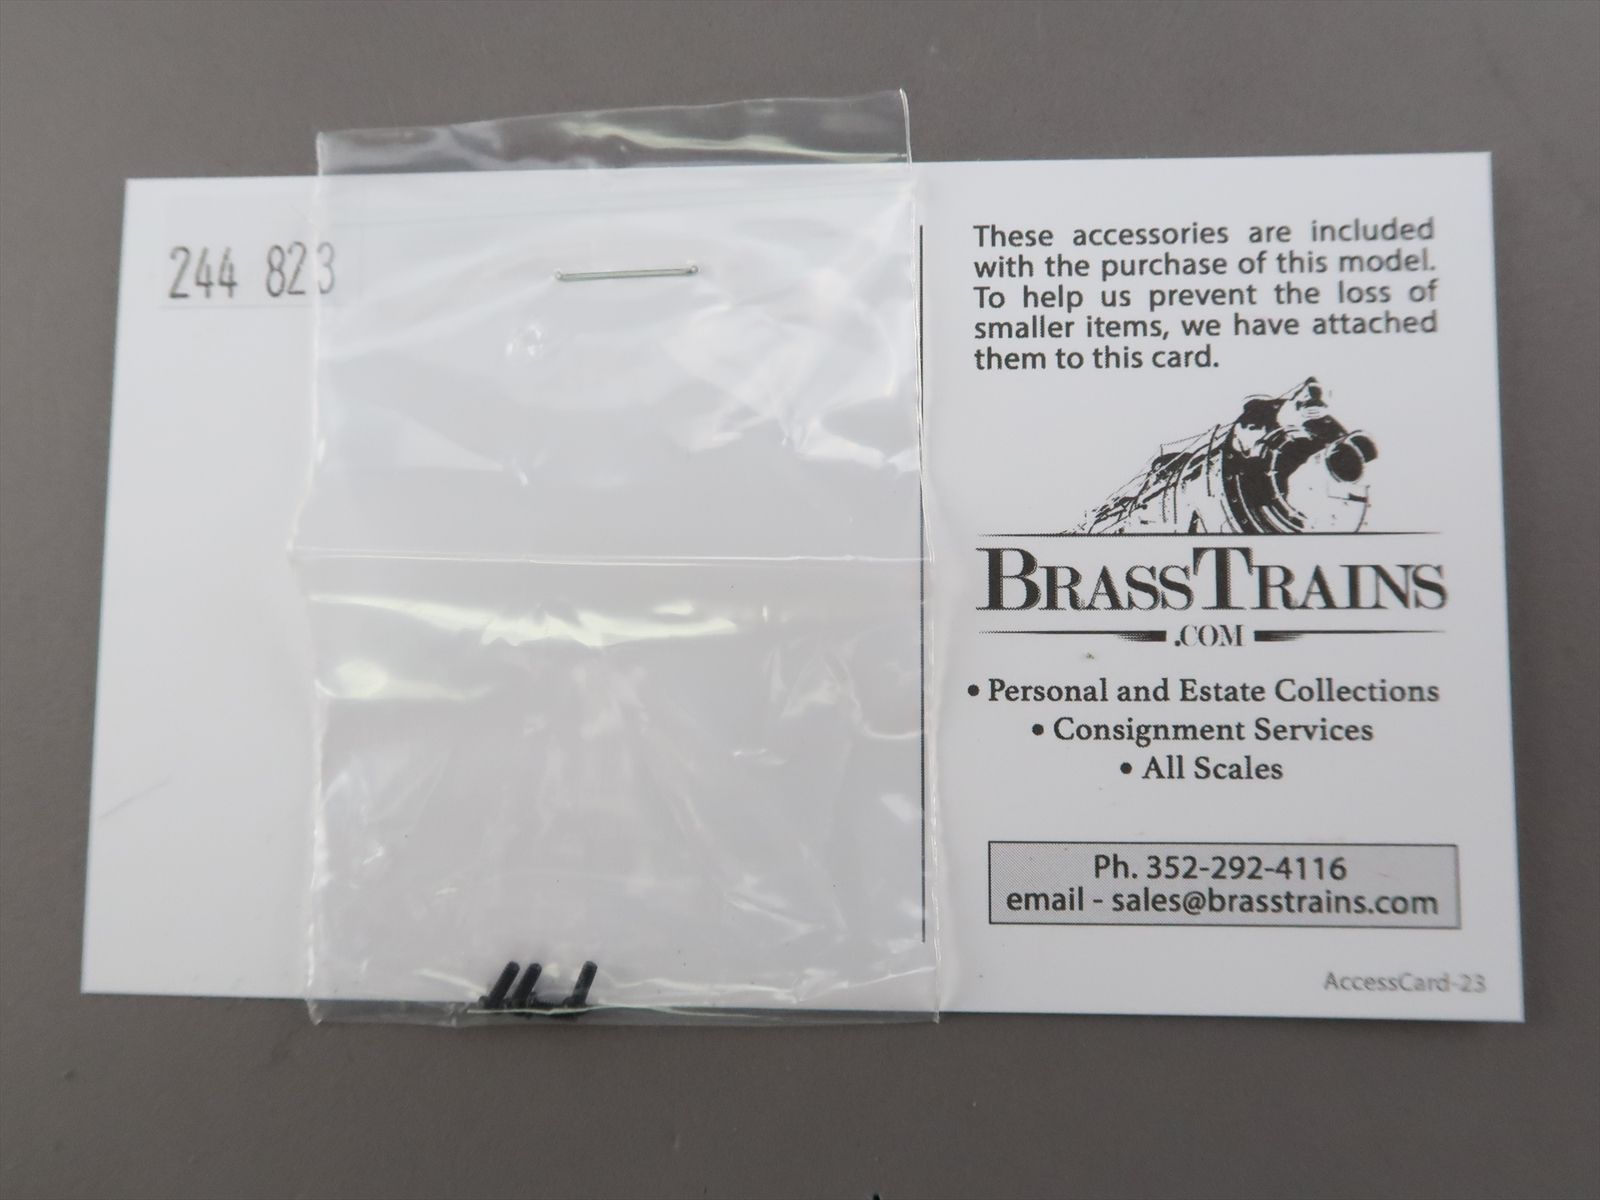 244 823
These accessories are included
with the purchase of this model.
To help us prevent the loss of
smaller items, we have attached
them to this card.
BRASSTRAINS
.COM
• Personal and Estate Collections
• Consignment Services
• All Scales
Ph. 352-292-4116
email - sales@brasstrains.com
AccessCard-23